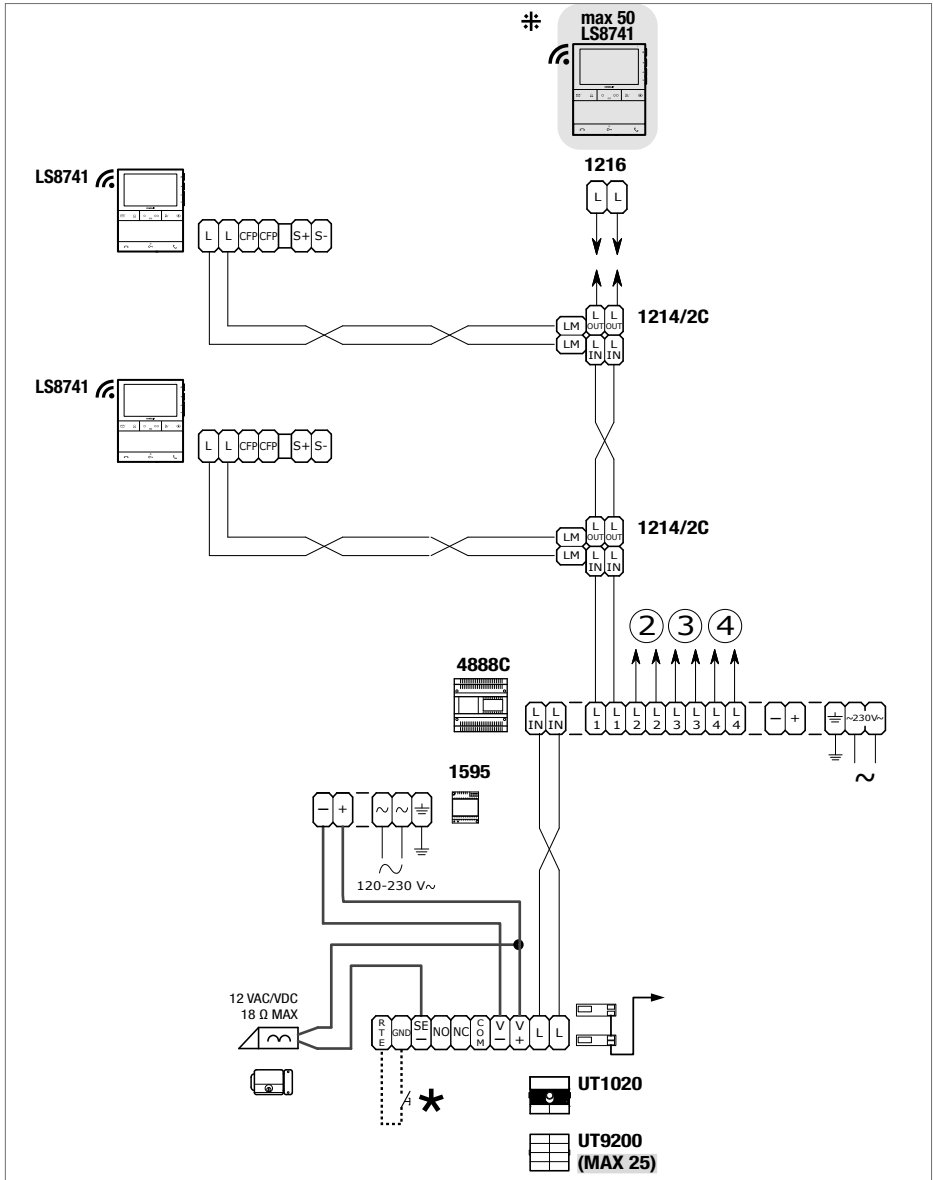 max 50
LS8741
1216
L L
LS8741
L L CFP CFP S+ S-
L OUT L OUT
1214/2C
LM
LM
L IN L IN
LS8741
L L CFP CFP S+ S-
L OUT L OUT
1214/2C
LM
LM
L IN L IN
2 3 4
4888C
L IN L IN L 1 L 1 L 2 L 2 L 3 L 3 L 4 L 4 − + ~230V~
~
1595
− + ~ ~
~
120-230 V~
12 VAC/VDC
18 Ω MAX
RTE GND SE − NO NC COM V − V + L L
*
UT1020
UT9200
(MAX 25)